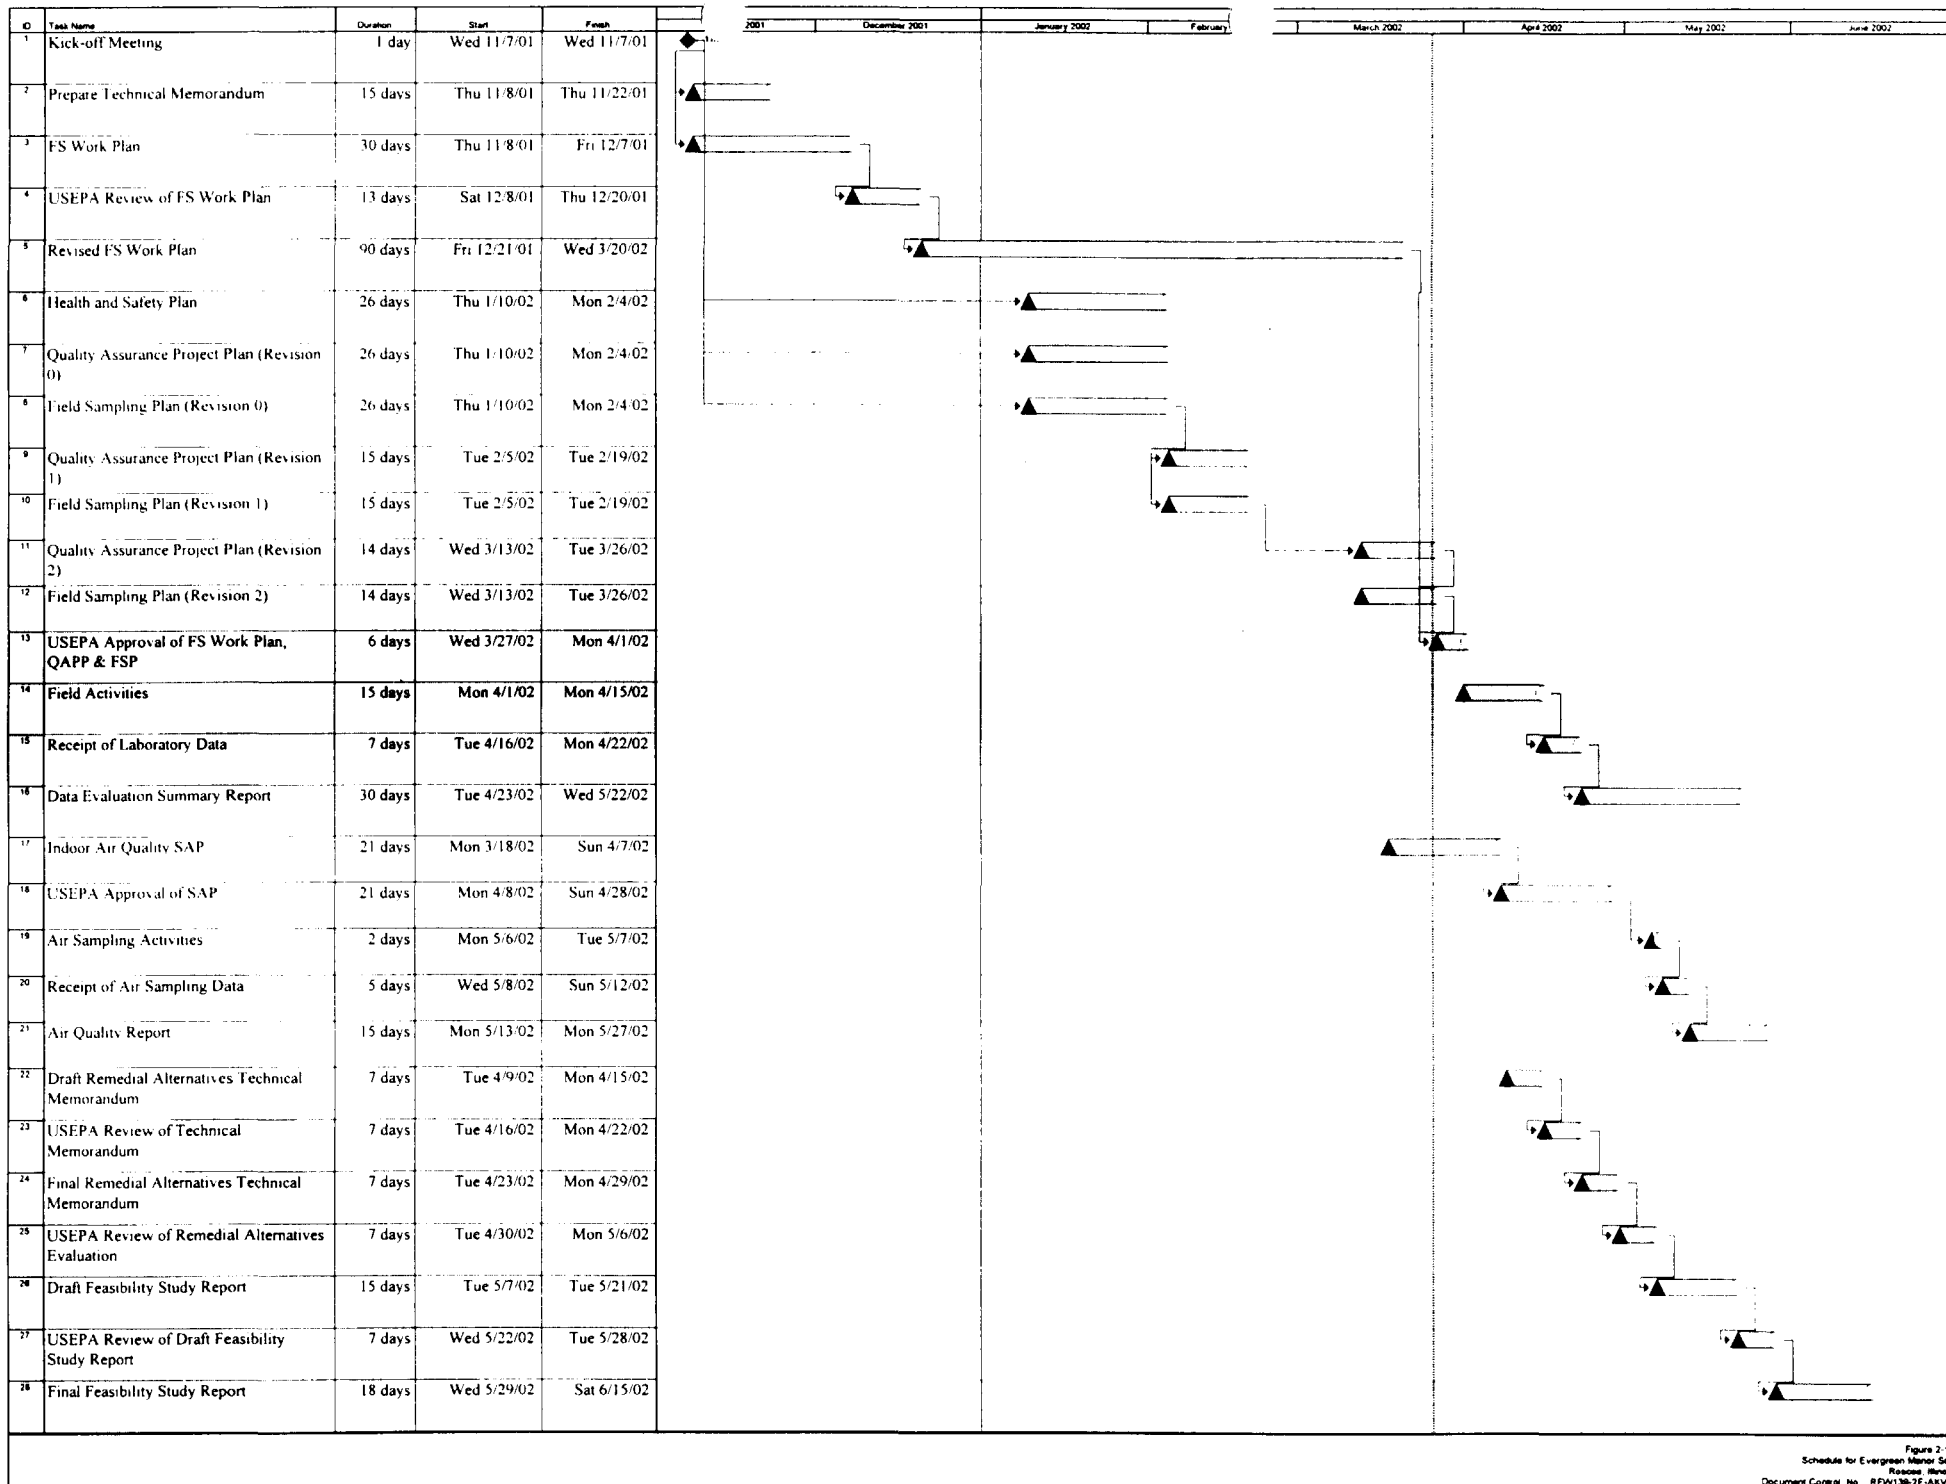 ID Task Name Duration Start Finish 2001 December 2001 January 2002 February March 2002 April 2002 May 2002 June 2002
1 Kick-off Meeting 1 day Wed 11/7/01 Wed 11/7/01
2 Prepare Technical Memorandum 15 days Thu 11/8/01 Thu 11/22/01
3 FS Work Plan 30 days Thu 11/8/01 Fri 12/7/01
4 USEPA Review of FS Work Plan 13 days Sat 12/8/01 Thu 12/20/01
5 Revised FS Work Plan 90 days Fri 12/21/01 Wed 3/20/02
6 Health and Safety Plan 26 days Thu 1/10/02 Mon 2/4/02
7 Quality Assurance Project Plan (Revision 26 days Thu 1/10/02 Mon 2/4/02
0)
8 Field Sampling Plan (Revision 0) 26 days Thu 1/10/02 Mon 2/4/02
9 Quality Assurance Project Plan (Revision 15 days Tue 2/5/02 Tue 2/19/02
1)
10 Field Sampling Plan (Revision 1) 15 days Tue 2/5/02 Tue 2/19/02
11 Quality Assurance Project Plan (Revision 14 days Wed 3/13/02 Tue 3/26/02
2)
12 Field Sampling Plan (Revision 2) 14 days Wed 3/13/02 Tue 3/26/02
13 USEPA Approval of FS Work Plan, 6 days Wed 3/27/02 Mon 4/1/02
QAPP & FSP
14 Field Activities 15 days Mon 4/1/02 Mon 4/15/02
15 Receipt of Laboratory Data 7 days Tue 4/16/02 Mon 4/22/02
16 Data Evaluation Summary Report 30 days Tue 4/23/02 Wed 5/22/02
17 Indoor Air Quality SAP 21 days Mon 3/18/02 Sun 4/7/02
18 USEPA Approval of SAP 21 days Mon 4/8/02 Sun 4/28/02
19 Air Sampling Activities 2 days Mon 5/6/02 Tue 5/7/02
20 Receipt of Air Sampling Data 5 days Wed 5/8/02 Sun 5/12/02
21 Air Quality Report 15 days Mon 5/13/02 Mon 5/27/02
22 Draft Remedial Alternatives Technical 7 days Tue 4/9/02 Mon 4/15/02
Memorandum
23 USEPA Review of Technical 7 days Tue 4/16/02 Mon 4/22/02
Memorandum
24 Final Remedial Alternatives Technical 7 days Tue 4/23/02 Mon 4/29/02
Memorandum
25 USEPA Review of Remedial Alternatives 7 days Tue 4/30/02 Mon 5/6/02
Evaluation
26 Draft Feasibility Study Report 15 days Tue 5/7/02 Tue 5/21/02
27 USEPA Review of Draft Feasibility 7 days Wed 5/22/02 Tue 5/28/02
Study Report
28 Final Feasibility Study Report 18 days Wed 5/29/02 Sat 6/15/02
Figure 2-
Schedule for Evergreen Manor
Roscoe,
Document Control No.